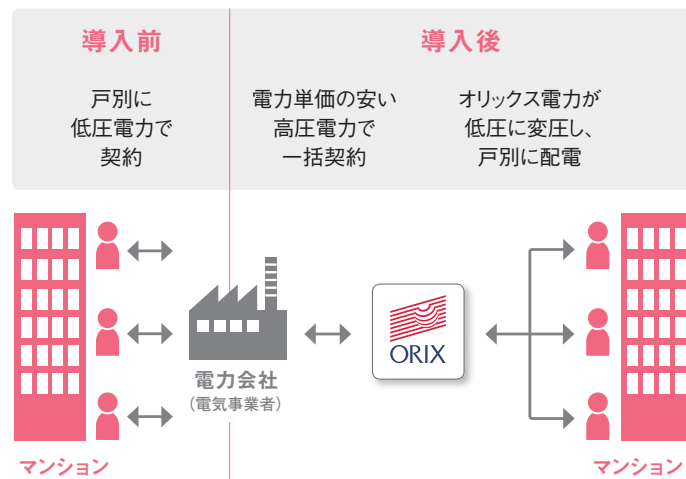 導入前
導入後
戸別に
低圧電力で
契約
電力単価の安い
高圧電力で
一括契約
オリックス電力が
低圧に変圧し、
戸別に配電
ORIX
電力会社
(電気事業者)
マンション
マンション